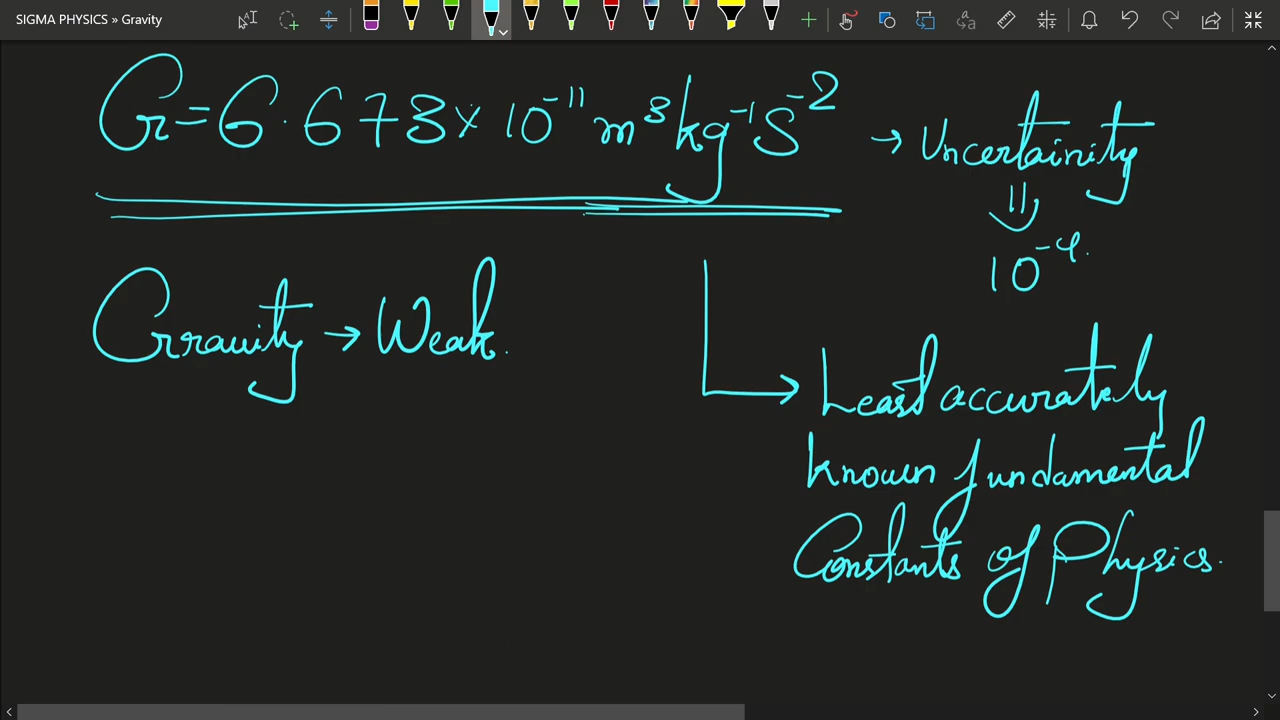 SIGMA PHYSICS » Gravity
G = 6.673 × 10⁻¹¹ m³ kg⁻¹ S⁻²
→ Uncertainity
⇓
10⁻⁴.
Gravity → Weak.
→ Least accurately
known fundamental
Constants of Physics.